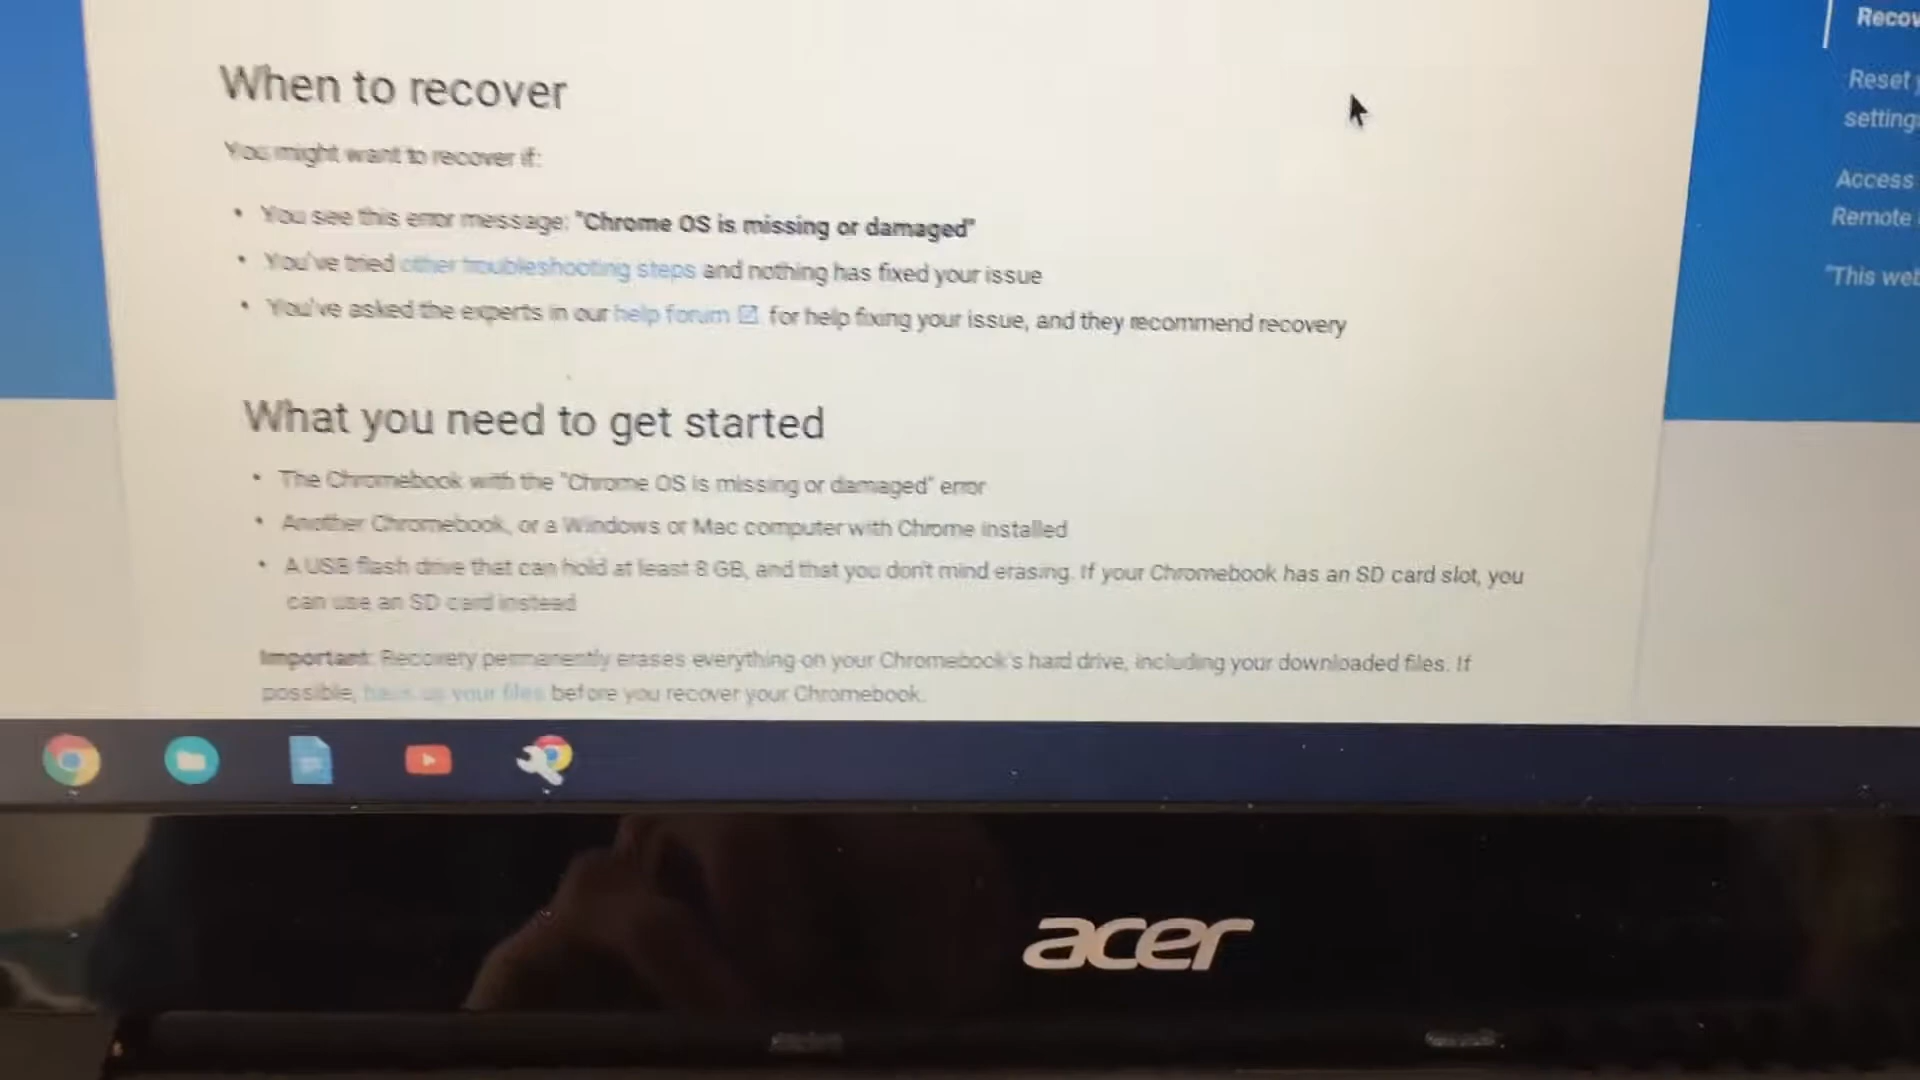 Recov
When to recover
Reset y
setting
You might want to recover if:
Access
Remote
• You see this error message: "Chrome OS is missing or damaged"
• You've tried other troubleshooting steps and nothing has fixed your issue
"This web
• You've asked the experts in our help forum for help fixing your issue, and they recommend recovery
What you need to get started
• The Chromebook with the "Chrome OS is missing or damaged" error
• Another Chromebook, or a Windows or Mac computer with Chrome installed
• A USB flash drive that can hold at least 8 GB, and that you don't mind erasing. If your Chromebook has an SD card slot, you
can use an SD card instead
Important: Recovery permanently erases everything on your Chromebook's hard drive, including your downloaded files. If
possible, back up your files before you recover your Chromebook.
acer